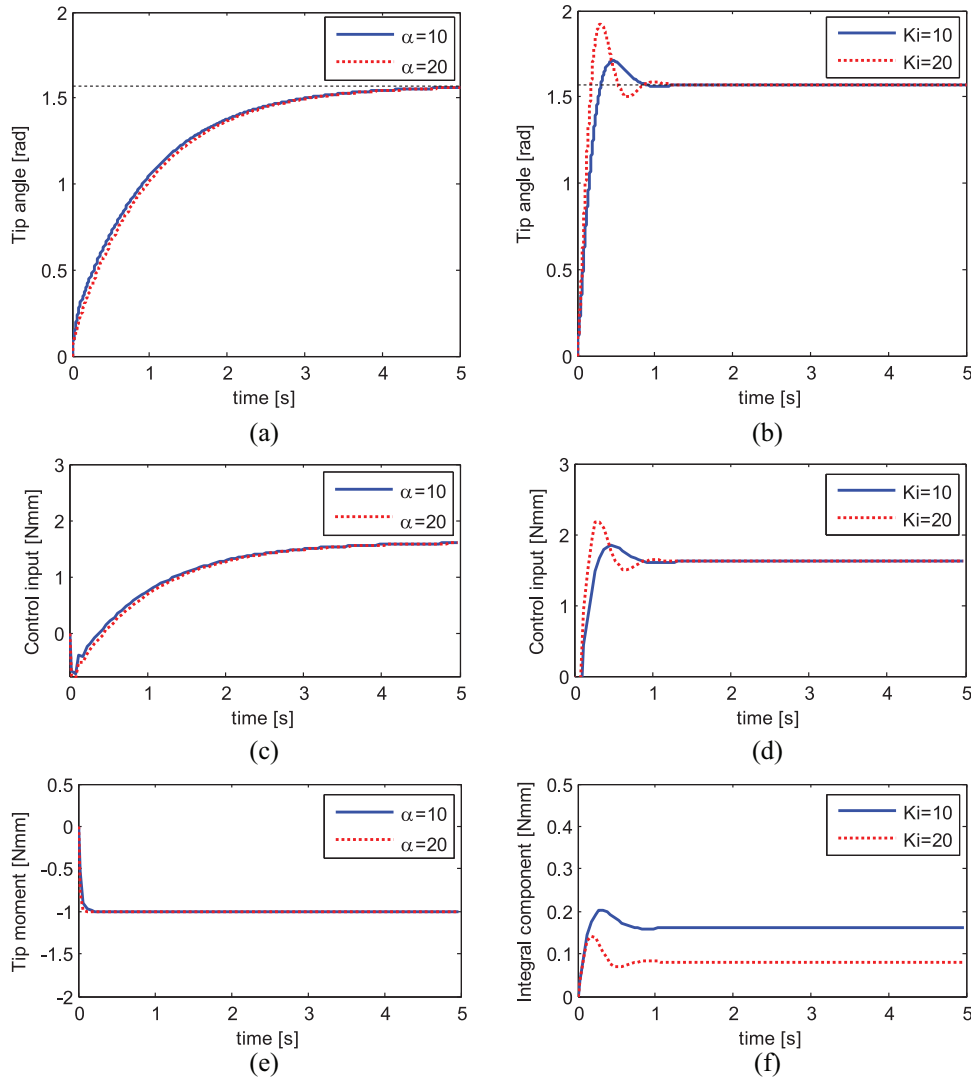 2
1.5
1
0.5
0
Tip angle [rad]
α=10
α=20
0 1 2 3 4 5
time [s]
(a)
2
1.5
1
0.5
0
Tip angle [rad]
Ki=10
Ki=20
0 1 2 3 4 5
time [s]
(b)
3
2
1
0
Control input [Nmm]
α=10
α=20
0 1 2 3 4 5
time [s]
(c)
3
2
1
0
Control input [Nmm]
Ki=10
Ki=20
0 1 2 3 4 5
time [s]
(d)
0.5
0
-0.5
-1
-1.5
-2
Tip moment [Nmm]
α=10
α=20
0 1 2 3 4 5
time [s]
(e)
0.5
0.4
0.3
0.2
0.1
0
Integral component [Nmm]
Ki=10
Ki=20
0 1 2 3 4 5
time [s]
(f)